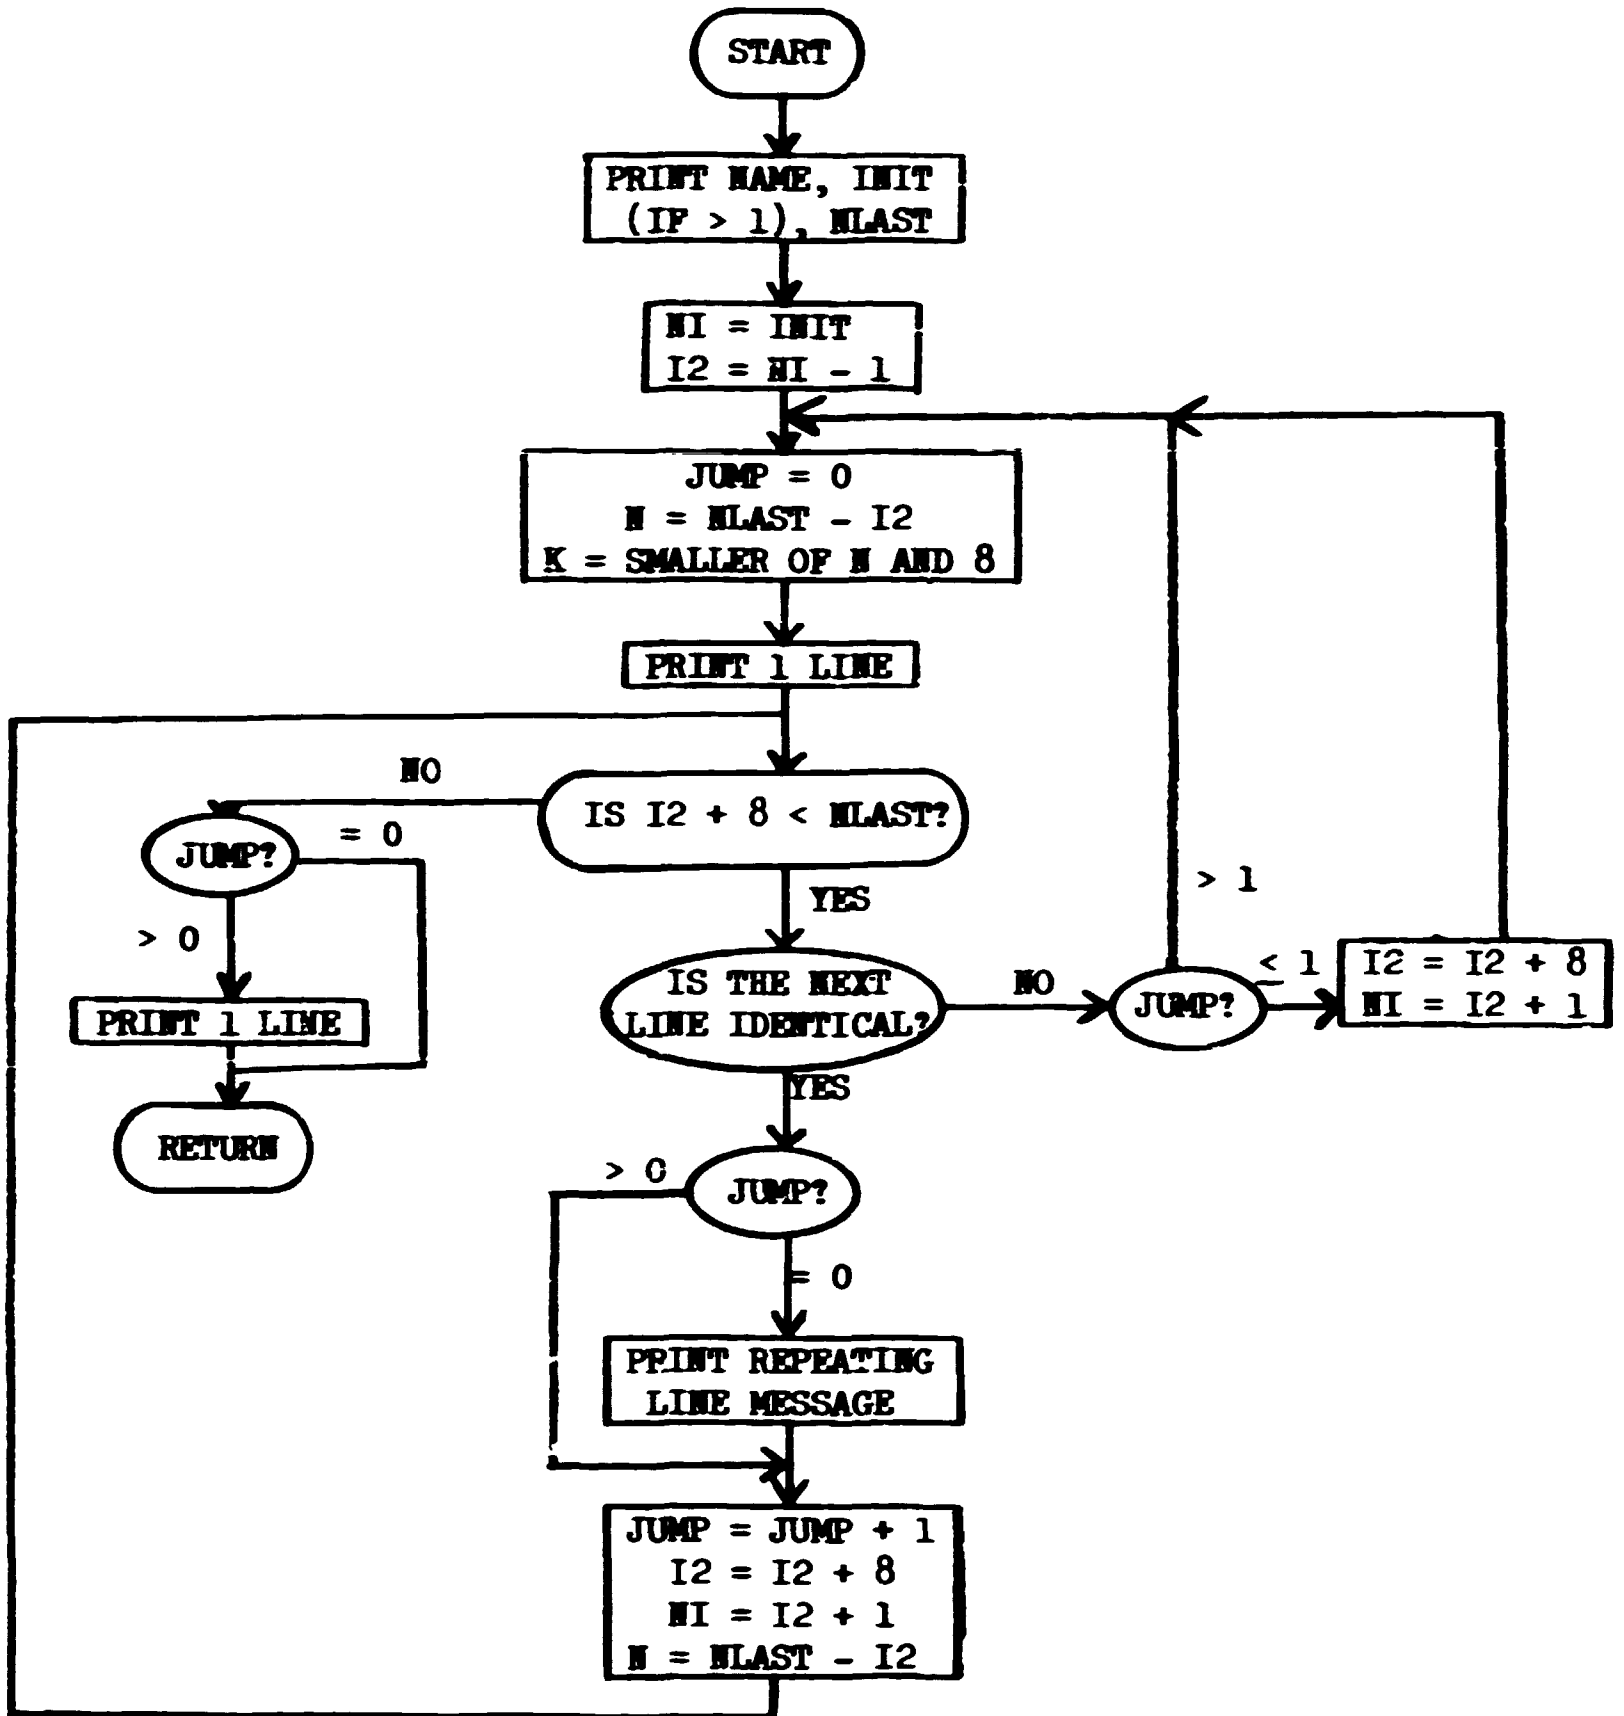 START
PRINT NAME, INIT
(IF > 1), NLAST
NI = INIT
I2 = NI - 1
JUMP = 0
N = NLAST - I2
K = SMALLER OF N AND 8
PRINT 1 LINE
NO
IS I2 + 8 < NLAST?
JUMP?
= 0
YES
> 1
> 0
IS THE NEXT
LINE IDENTICAL?
NO
JUMP?
≤ 1
I2 = I2 + 8
NI = I2 + 1
PRINT 1 LINE
YES
RETURN
> 0
JUMP?
= 0
PRINT REPEATING
LINE MESSAGE
JUMP = JUMP + 1
I2 = I2 + 8
NI = I2 + 1
N = NLAST - I2